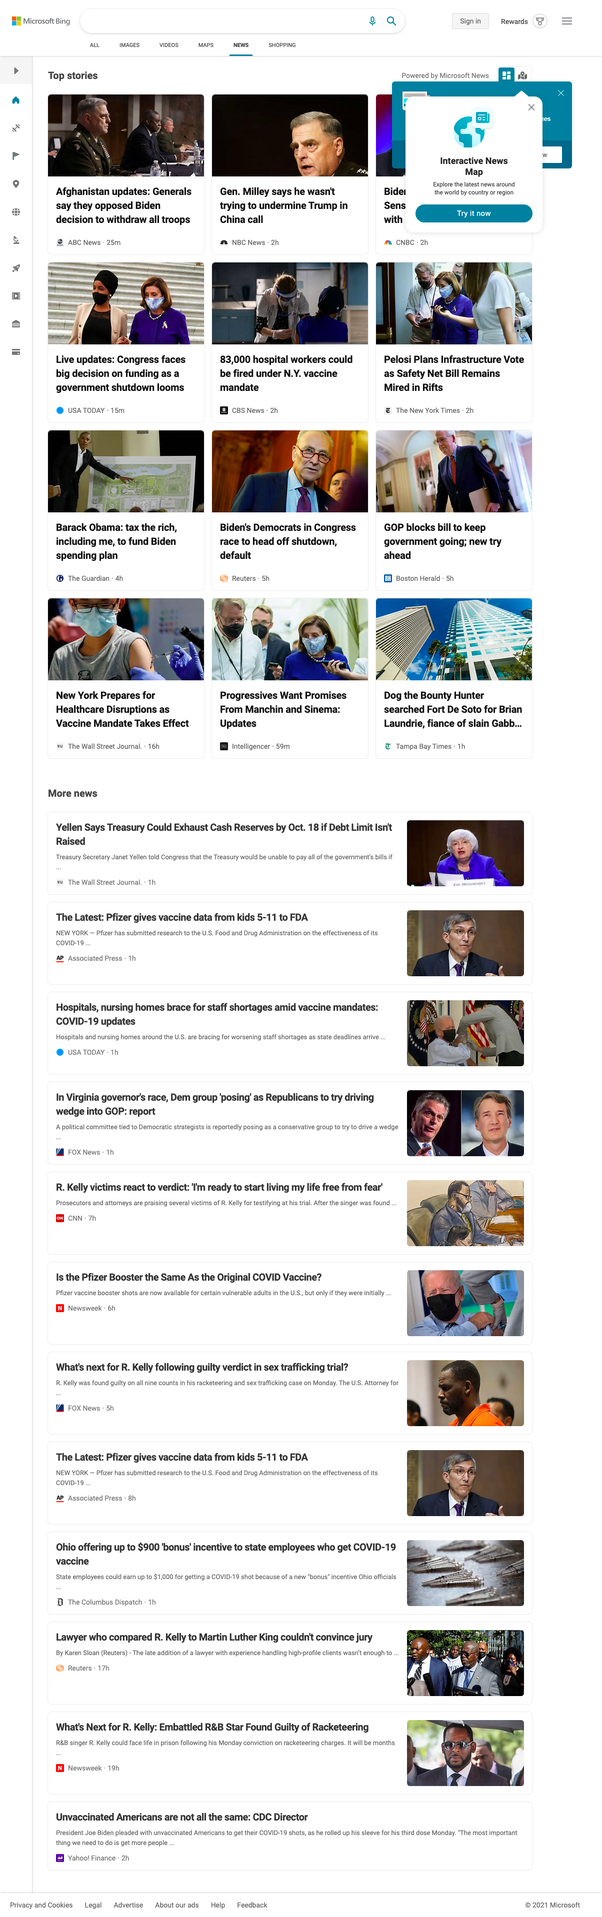 Microsoft Bing
Sign in
Rewards
ALL IMAGES VIDEOS MAPS NEWS SHOPPING
Top stories
Powered by Microsoft News
Interactive News
Map
Explore the latest news around
the world by country or region
Try it now
Afghanistan updates: Generals
say they opposed Biden
decision to withdraw all troops
ABC News · 25m
Gen. Milley says he wasn't
trying to undermine Trump in
China call
NBC News · 2h
Biden
Sens
with
CNBC · 2h
Live updates: Congress faces
big decision on funding as a
government shutdown looms
USA TODAY · 15m
83,000 hospital workers could
be fired under N.Y. vaccine
mandate
CBS News · 2h
Pelosi Plans Infrastructure Vote
as Safety Net Bill Remains
Mired in Rifts
The New York Times · 2h
Barack Obama: tax the rich,
including me, to fund Biden
spending plan
The Guardian · 4h
Biden's Democrats in Congress
race to head off shutdown,
default
Reuters · 5h
GOP blocks bill to keep
government going; new try
ahead
Boston Herald · 5h
New York Prepares for
Healthcare Disruptions as
Vaccine Mandate Takes Effect
The Wall Street Journal. · 16h
Progressives Want Promises
From Manchin and Sinema:
Updates
Intelligencer · 59m
Dog the Bounty Hunter
searched Fort De Soto for Brian
Laundrie, fiance of slain Gabb...
Tampa Bay Times · 1h
More news
Yellen Says Treasury Could Exhaust Cash Reserves by Oct. 18 if Debt Limit Isn't
Raised
Treasury Secretary Janet Yellen told Congress that the Treasury would be unable to pay all of the government's bills if
...
The Wall Street Journal. · 1h
The Latest: Pfizer gives vaccine data from kids 5-11 to FDA
NEW YORK — Pfizer has submitted research to the U.S. Food and Drug Administration on the effectiveness of its
COVID-19 ...
Associated Press · 1h
Hospitals, nursing homes brace for staff shortages amid vaccine mandates:
COVID-19 updates
Hospitals and nursing homes around the U.S. are bracing for worsening staff shortages as state deadlines arrive ...
USA TODAY · 1h
In Virginia governor's race, Dem group 'posing' as Republicans to try driving
wedge into GOP: report
A political committee tied to Democratic strategists is reportedly posing as a conservative group to try to drive a wedge
...
FOX News · 1h
R. Kelly victims react to verdict: 'I'm ready to start living my life free from fear'
Prosecutors and attorneys are praising several victims of R. Kelly for testifying at his trial. After the singer was found ...
CNN · 7h
Is the Pfizer Booster the Same As the Original COVID Vaccine?
Pfizer vaccine booster shots are now available for certain vulnerable adults in the U.S., but only if they were initially ...
Newsweek · 6h
What's next for R. Kelly following guilty verdict in sex trafficking trial?
R. Kelly was found guilty on all nine counts in his racketeering and sex trafficking case on Monday. The U.S. Attorney for
...
FOX News · 5h
The Latest: Pfizer gives vaccine data from kids 5-11 to FDA
NEW YORK — Pfizer has submitted research to the U.S. Food and Drug Administration on the effectiveness of its
COVID-19 ...
Associated Press · 8h
Ohio offering up to $900 'bonus' incentive to state employees who get COVID-19
vaccine
State employees could earn up to $1,000 for getting a COVID-19 shot because of a new "bonus" incentive Ohio officials
...
The Columbus Dispatch · 1h
Lawyer who compared R. Kelly to Martin Luther King couldn't convince jury
By Karen Sloan (Reuters) - The late addition of a lawyer with experience handling high-profile clients wasn't enough to ...
Reuters · 17h
What's Next for R. Kelly: Embattled R&B Star Found Guilty of Racketeering
R&B singer R. Kelly could face life in prison following his Monday conviction on racketeering charges. It will be months
...
Newsweek · 19h
Unvaccinated Americans are not all the same: CDC Director
President Joe Biden pleaded with unvaccinated Americans to get their COVID-19 shots, as he rolled up his sleeve for his third dose Monday. "The most important
thing we need to do is get more people ...
Yahoo! Finance · 2h
Privacy and Cookies Legal Advertise About our ads Help Feedback
© 2021 Microsoft